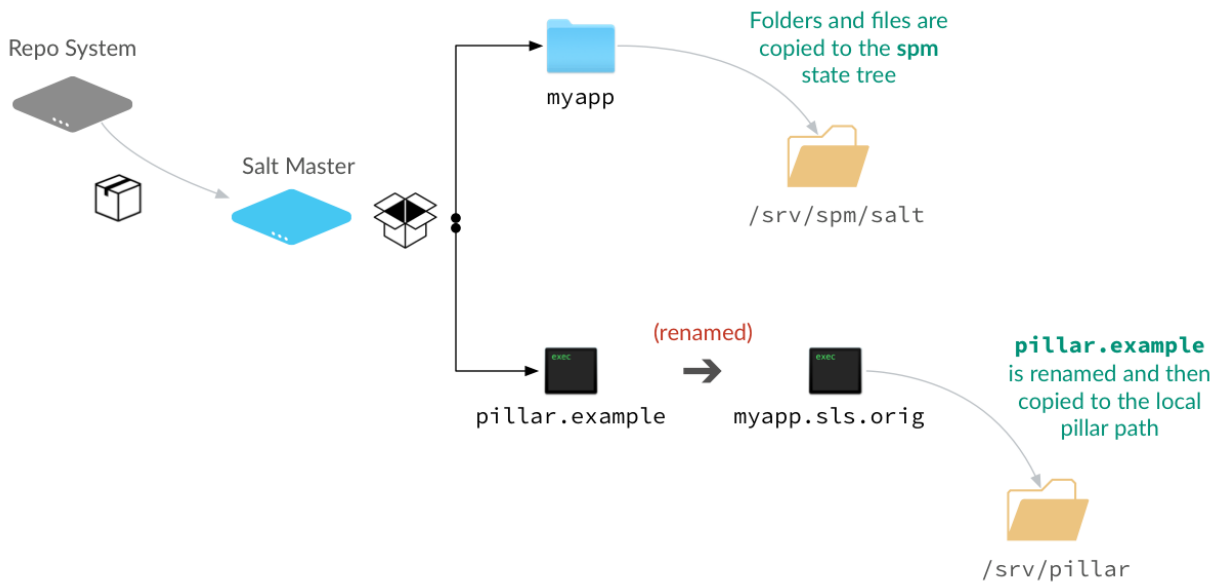 Repo System
Salt Master
myapp
Folders and files are
copied to the spm
state tree
/srv/spm/salt
exec
pillar.example
(renamed)
exec
myapp.sls.orig
pillar.example
is renamed and then
copied to the local
pillar path
/srv/pillar